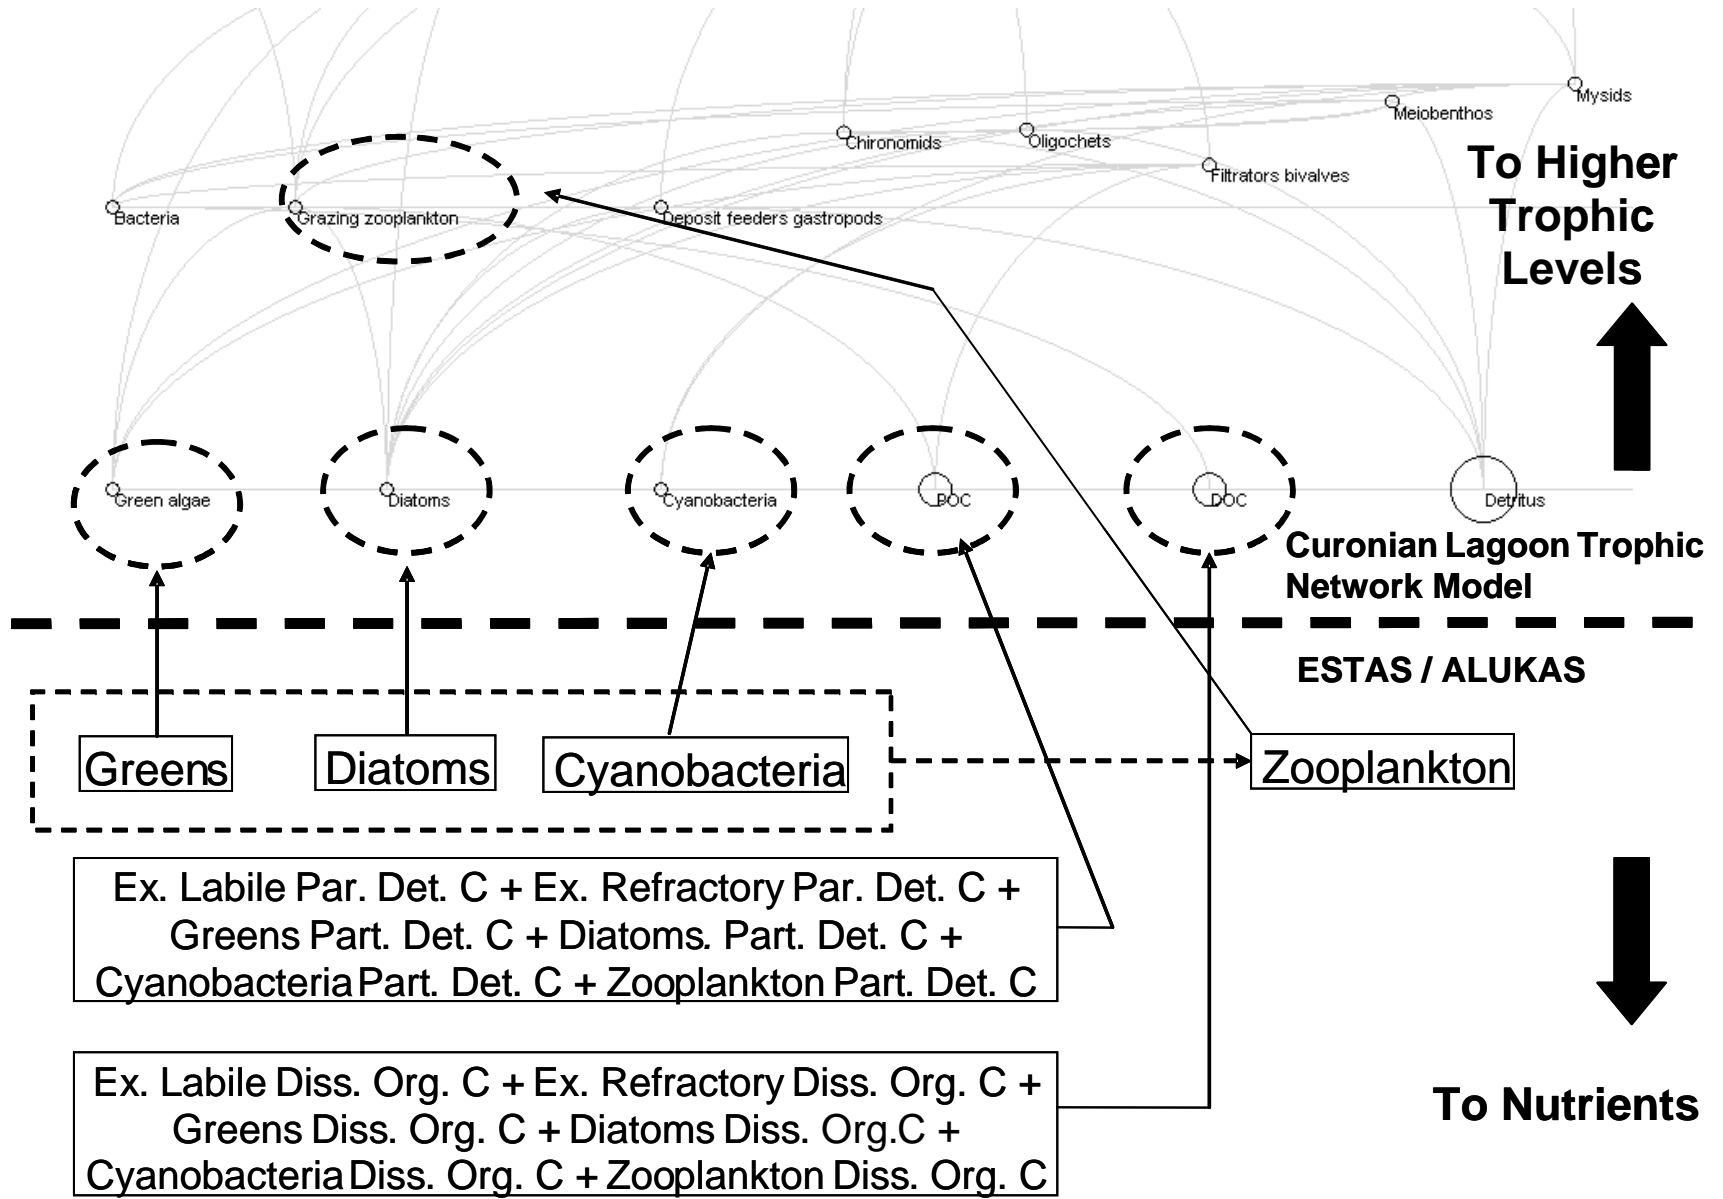 Mysids
Meiobenthos
Chironomids
Oligochets
To Higher
Trophic
Levels
Filtrators bivalves
Bacteria
Grazing zooplankton
Deposit feeders gastropods
Green algae
Diatoms
Cyanobacteria
POC
DOC
Detritus
Curonian Lagoon Trophic
Network Model
ESTAS / ALUKAS
Greens
Diatoms
Cyanobacteria
Zooplankton
Ex. Labile Par. Det. C + Ex. Refractory Par. Det. C +
Greens Part. Det. C + Diatoms. Part. Det. C +
Cyanobacteria Part. Det. C + Zooplankton Part. Det. C
Ex. Labile Diss. Org. C + Ex. Refractory Diss. Org. C +
Greens Diss. Org. C + Diatoms Diss. Org.C +
Cyanobacteria Diss. Org. C + Zooplankton Diss. Org. C
To Nutrients